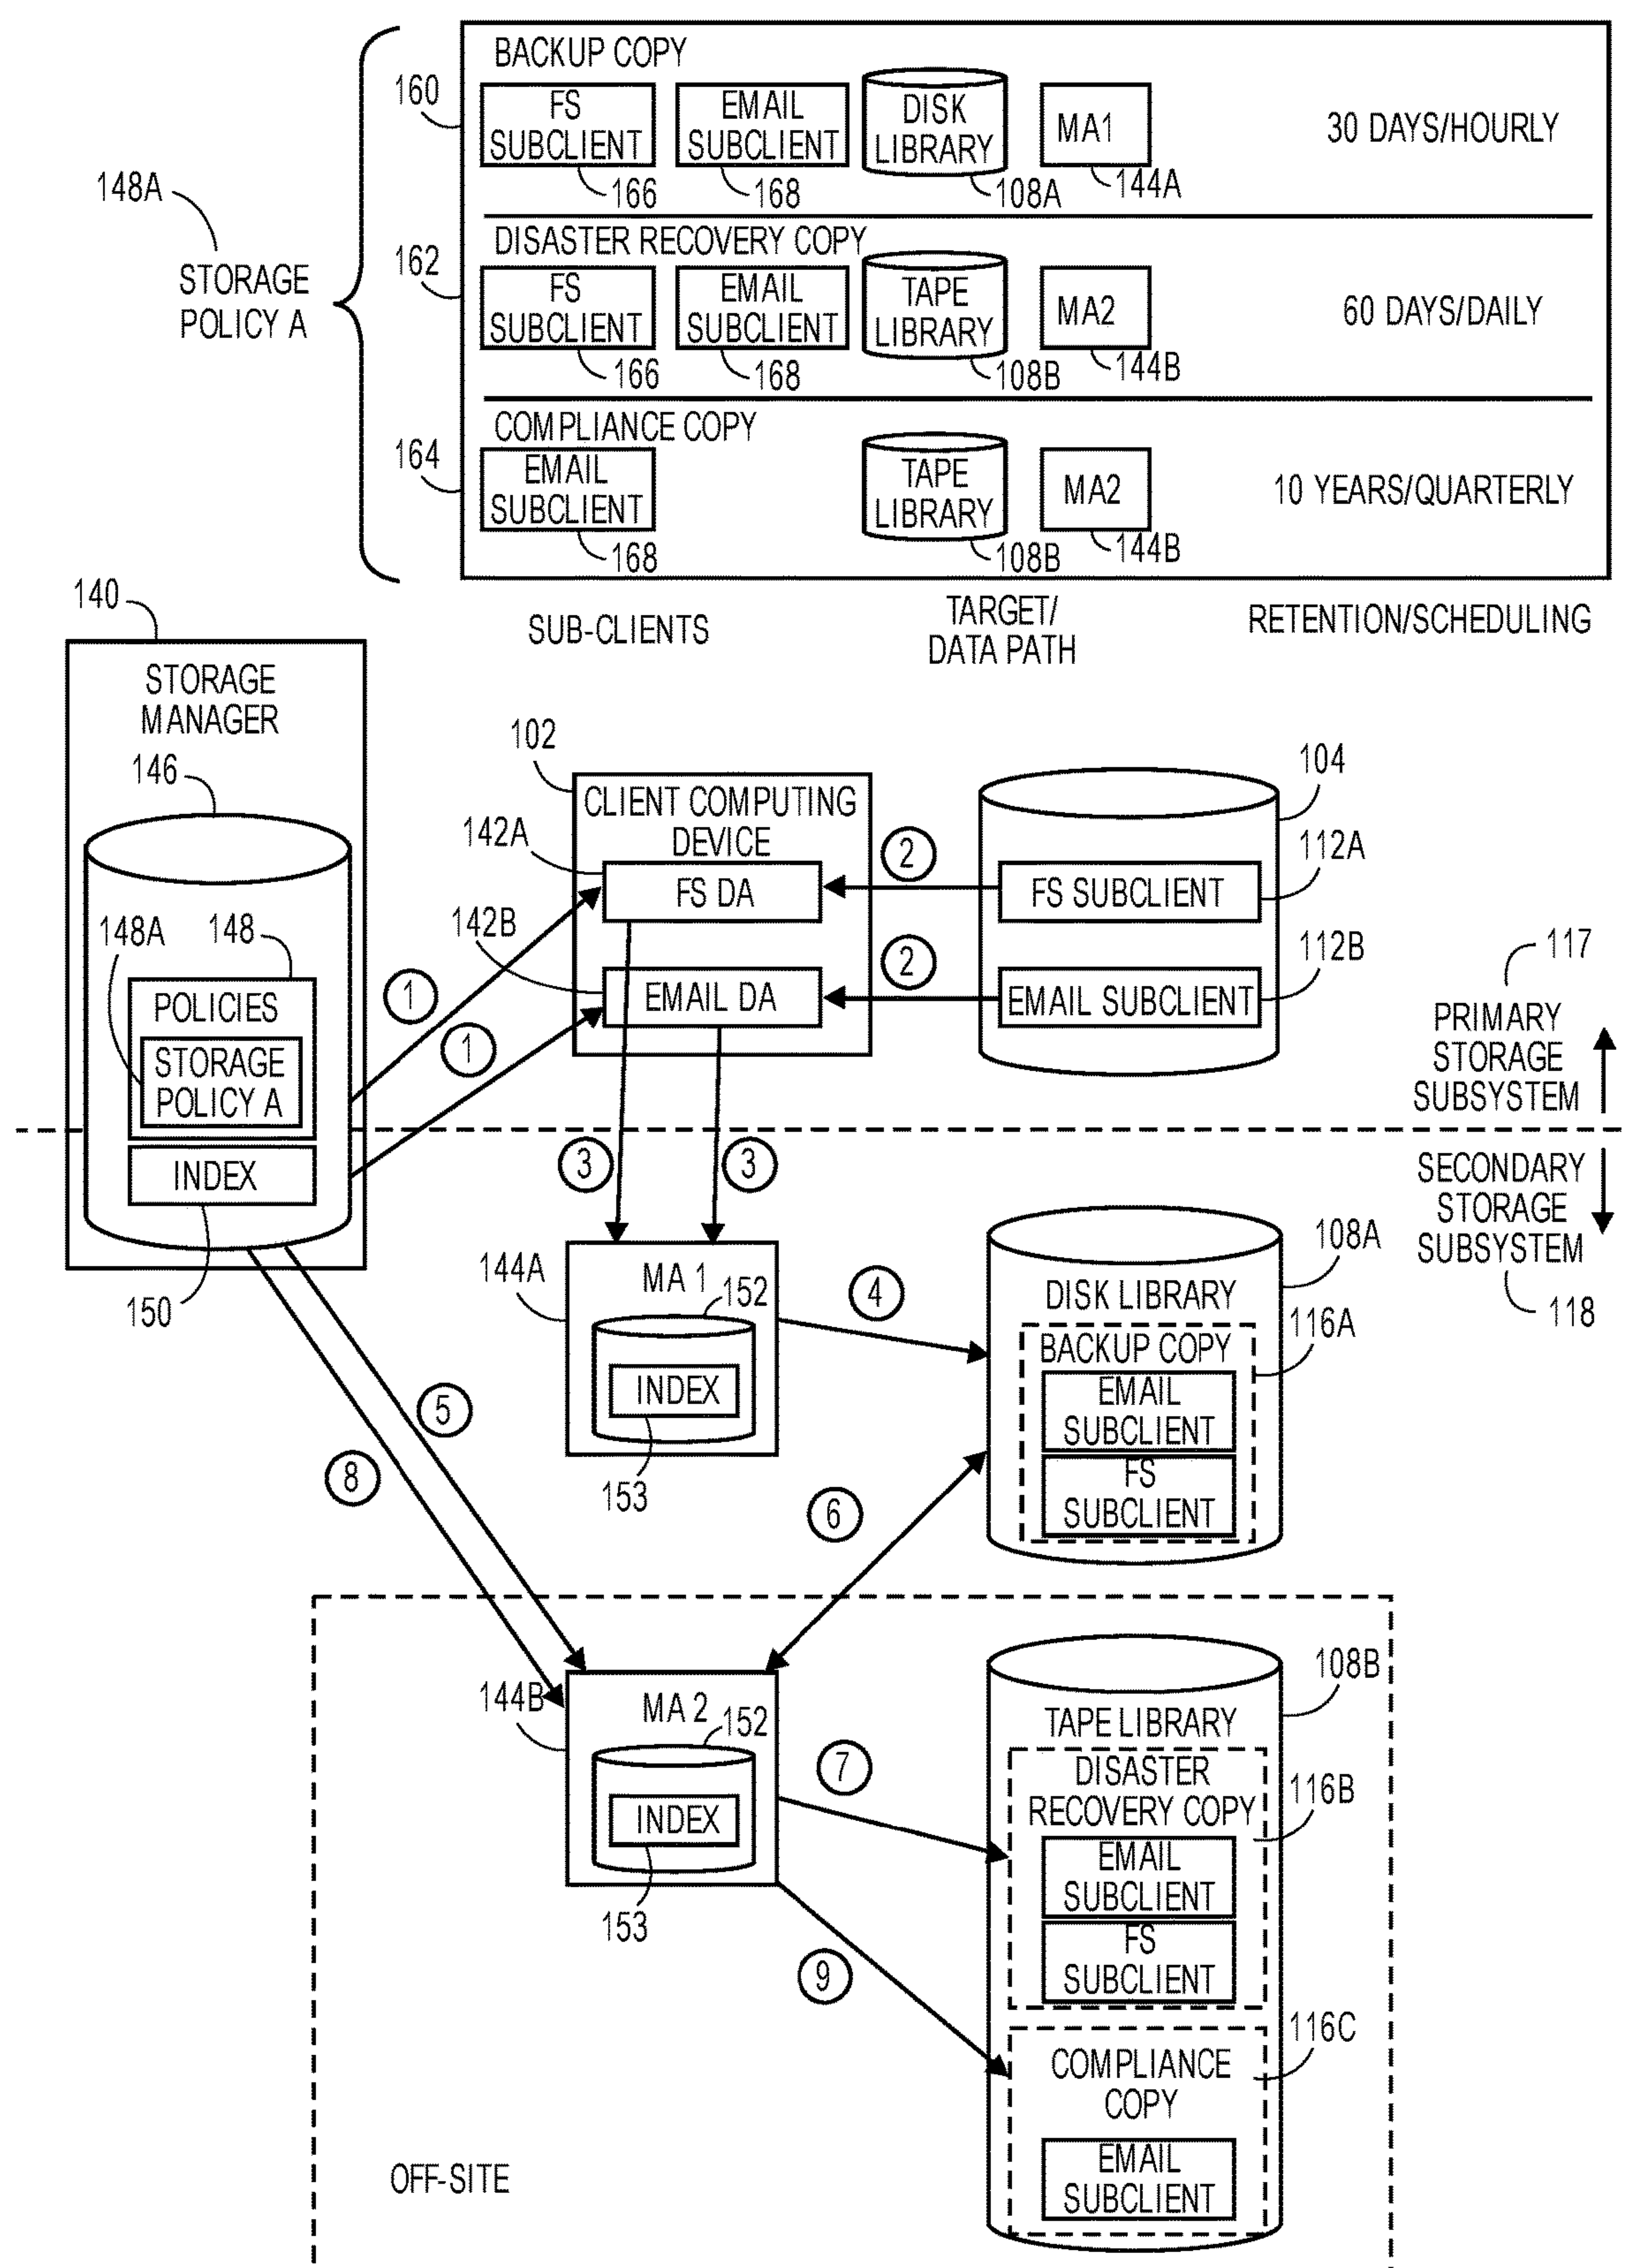 BACKUP COPY
160
FS
SUBCLIENT
166
EMAIL
SUBCLIENT
168
DISK
LIBRARY
108A
MA1
144A
30 DAYS/HOURLY
148A
STORAGE
POLICY A
DISASTER RECOVERY COPY
162
FS
SUBCLIENT
166
EMAIL
SUBCLIENT
168
TAPE
LIBRARY
108B
MA2
144B
60 DAYS/DAILY
COMPLIANCE COPY
164
EMAIL
SUBCLIENT
168
TAPE
LIBRARY
108B
MA2
144B
10 YEARS/QUARTERLY
SUB-CLIENTS
TARGET/
DATA PATH
RETENTION/SCHEDULING
140
STORAGE
MANAGER
146
148A
148
POLICIES
STORAGE
POLICY A
INDEX
150
102
CLIENT COMPUTING
DEVICE
142A
FS DA
142B
EMAIL DA
104
112A
FS SUBCLIENT
112B
EMAIL SUBCLIENT
1
1
2
2
117
PRIMARY
STORAGE
SUBSYSTEM
SECONDARY
STORAGE
SUBSYSTEM
118
3
3
144A
MA 1
152
INDEX
153
4
108A
DISK LIBRARY
116A
BACKUP COPY
EMAIL
SUBCLIENT
FS
SUBCLIENT
5
8
6
144B
MA 2
152
INDEX
153
7
9
108B
TAPE LIBRARY
DISASTER
RECOVERY COPY
116B
EMAIL
SUBCLIENT
FS
SUBCLIENT
116C
COMPLIANCE
COPY
EMAIL
SUBCLIENT
OFF-SITE